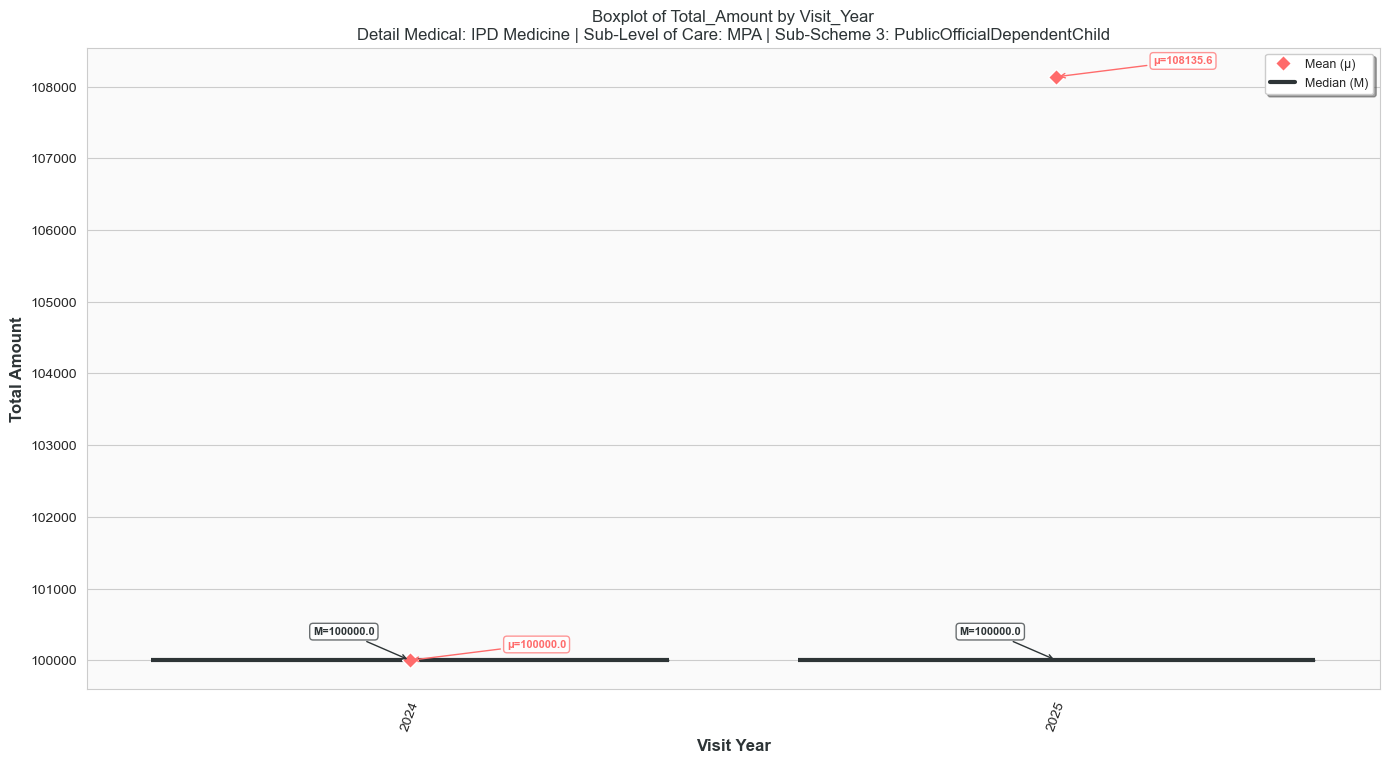 Boxplot of Total_Amount by Visit_Year
Detail Medical: IPD Medicine | Sub-Level of Care: MPA | Sub-Scheme 3: PublicOfficialDependentChild
μ=108135.6
Mean (μ)
Median (M)
108000
107000
106000
105000
104000
103000
102000
101000
100000
Total Amount
M=100000.0
μ=100000.0
M=100000.0
2024
2025
Visit Year